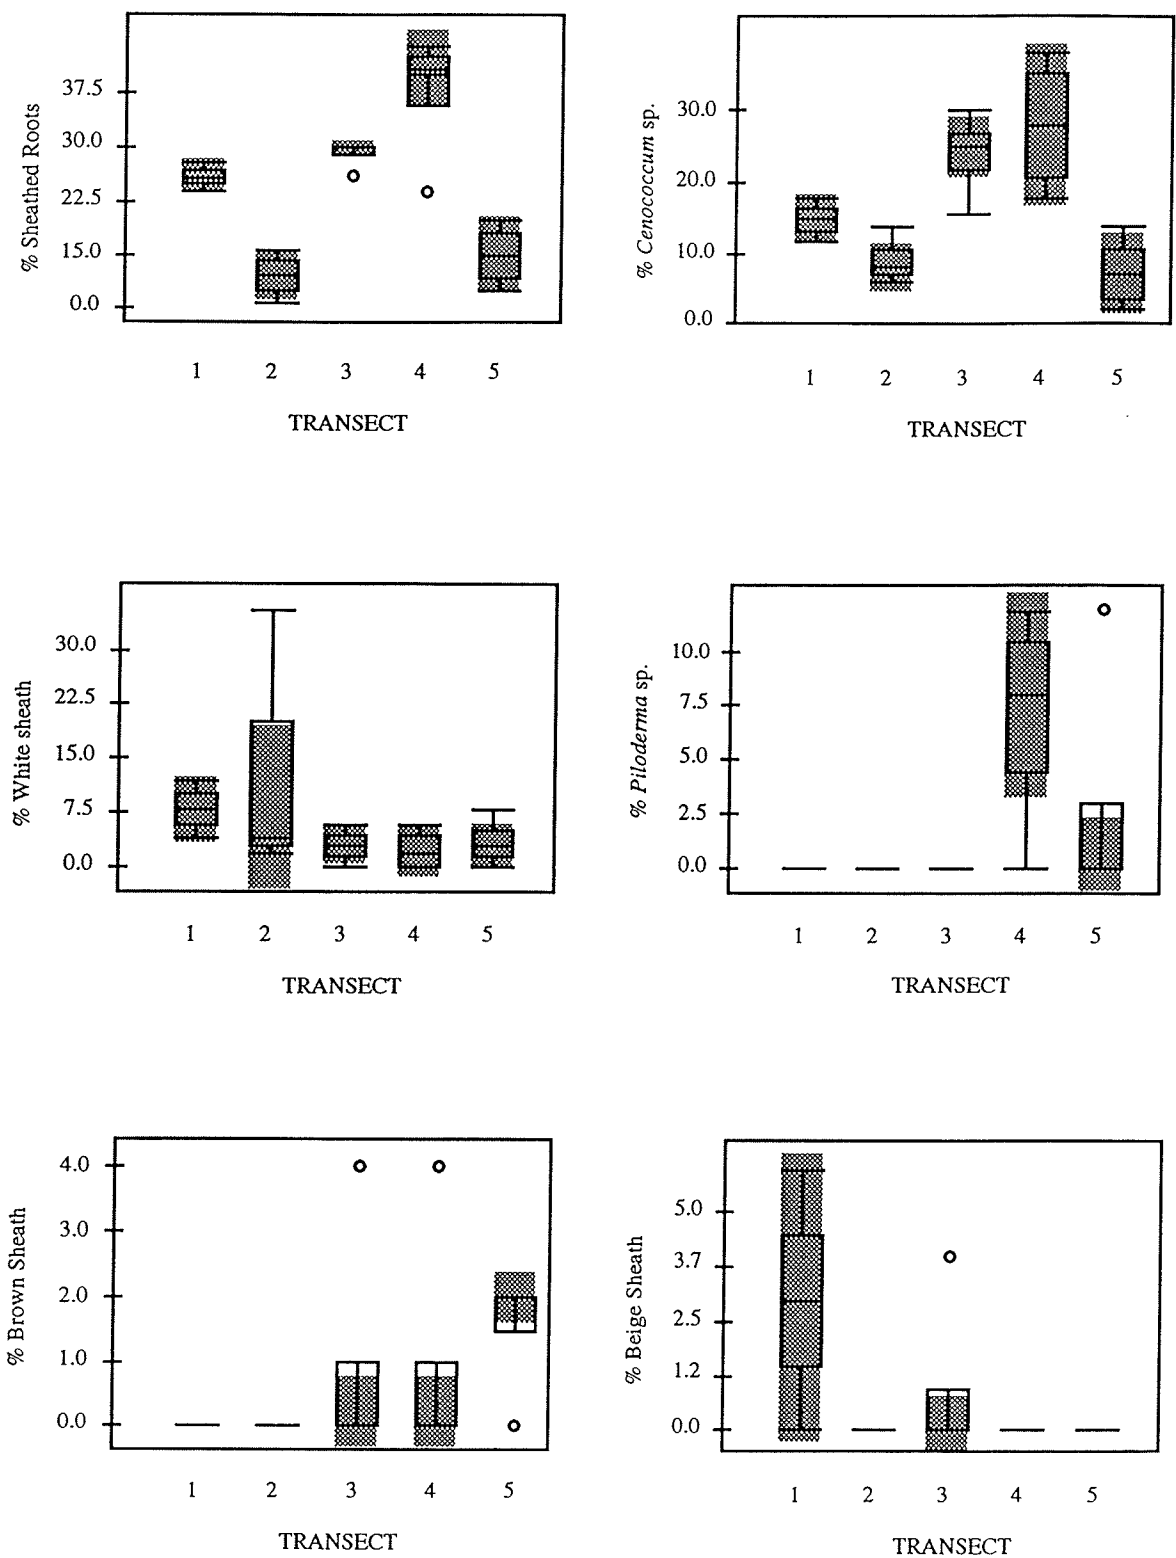 % Sheathed Roots
37.5
30.0
22.5
15.0
0.0
1 2 3 4 5
TRANSECT
% Cenococcum sp.
30.0
20.0
10.0
0.0
1 2 3 4 5
TRANSECT
% White sheath
30.0
22.5
15.0
7.5
0.0
1 2 3 4 5
TRANSECT
% Piloderma sp.
10.0
7.5
5.0
2.5
0.0
1 2 3 4 5
TRANSECT
% Brown Sheath
4.0
3.0
2.0
1.0
0.0
1 2 3 4 5
TRANSECT
% Beige Sheath
5.0
3.7
2.5
1.2
0.0
1 2 3 4 5
TRANSECT